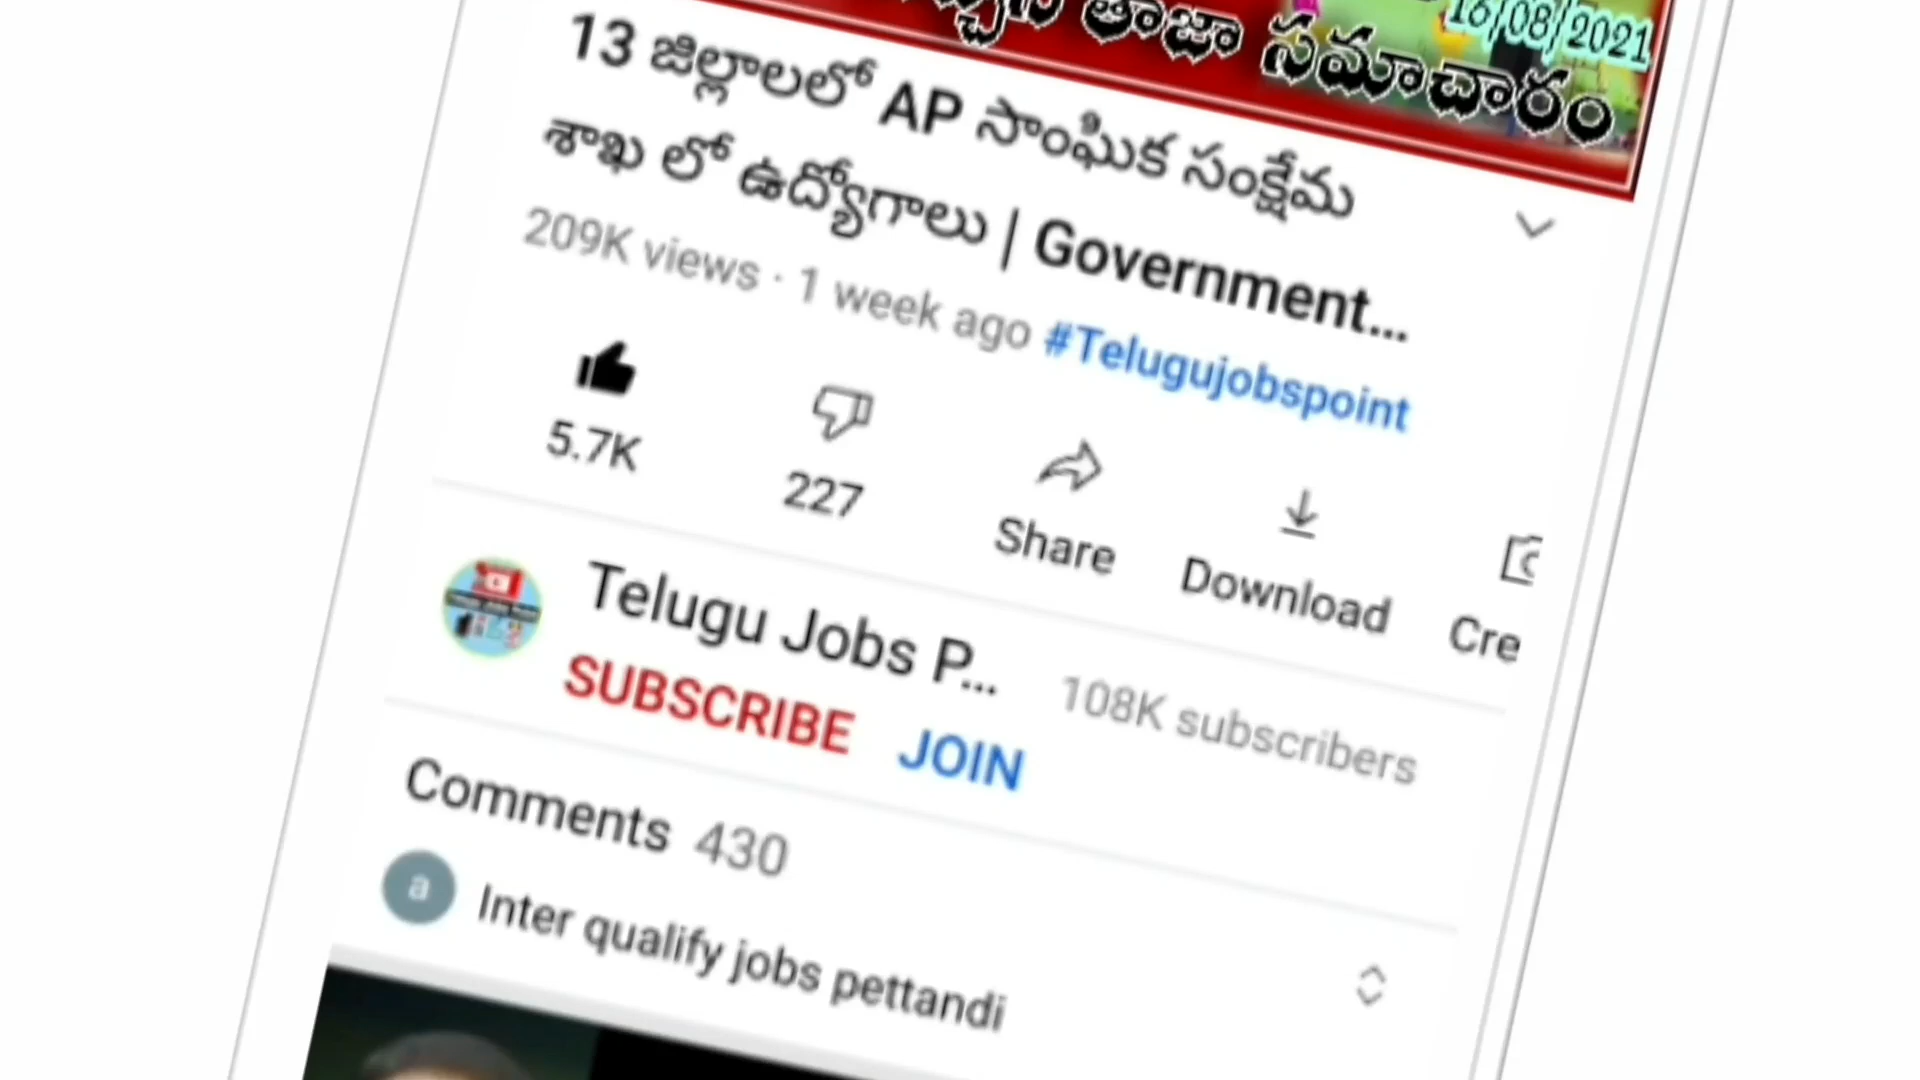 16/08/2021
తాజా సమాచారం
13 జిల్లాలలో AP సాంఘిక సంక్షేమ
శాఖ లో ఉద్యోగాలు | Government...
209K views · 1 week ago #Telugujobspoint
5.7K
227
Share
Download
Cre
Telugu Jobs P...
108K subscribers
SUBSCRIBE
JOIN
Comments 430
a
Inter qualify jobs pettandi